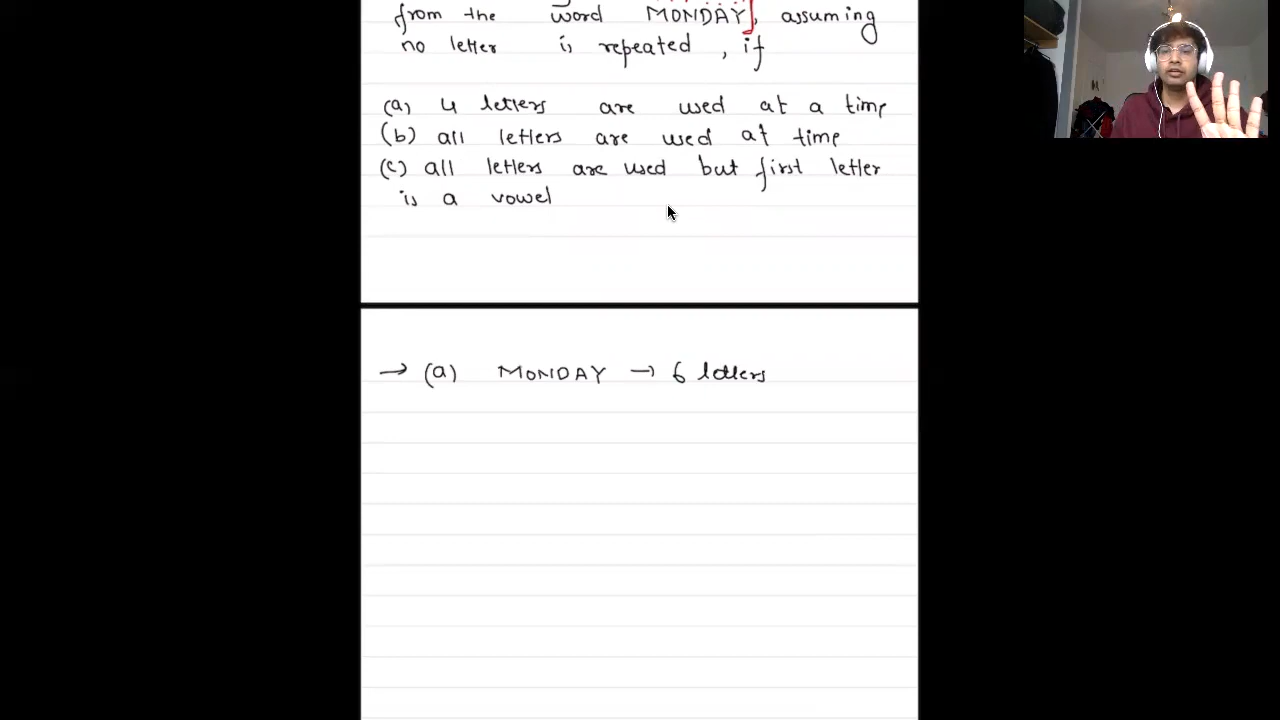 from the word MONDAY, assuming
no letter is repeated, if
(a) 4 letters are used at a time
(b) all letters are used at time
(c) all letters are used but first letter
is a vowel
→ (a) MONDAY → 6 letters